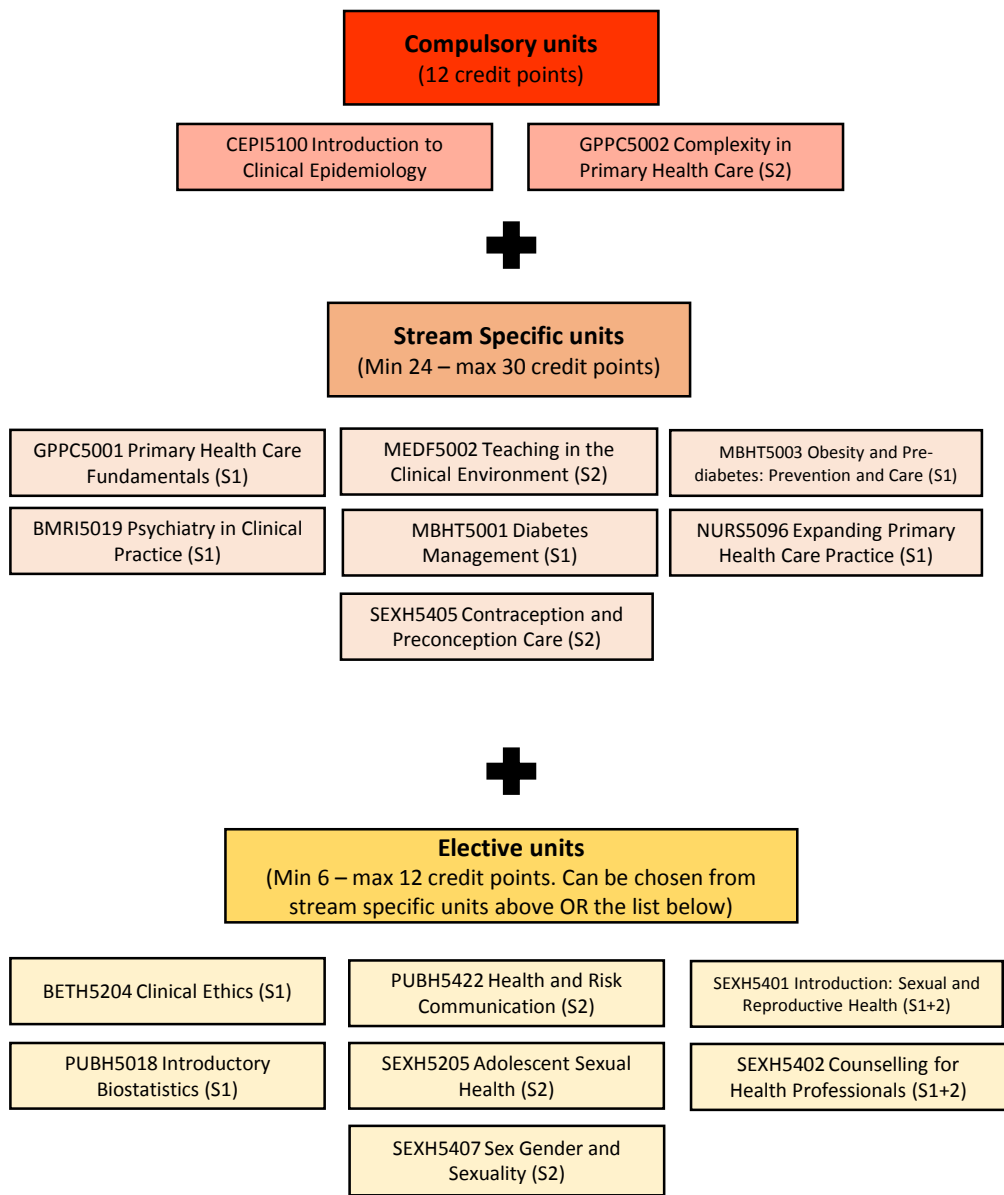 Compulsory units
(12 credit points)
CEPI5100 Introduction to
Clinical Epidemiology
GPPC5002 Complexity in
Primary Health Care (S2)
Stream Specific units
(Min 24 – max 30 credit points)
GPPC5001 Primary Health Care
Fundamentals (S1)
MEDF5002 Teaching in the
Clinical Environment (S2)
MBHT5003 Obesity and Pre-
diabetes: Prevention and Care (S1)
BMRI5019 Psychiatry in Clinical
Practice (S1)
MBHT5001 Diabetes
Management (S1)
NURS5096 Expanding Primary
Health Care Practice (S1)
SEXH5405 Contraception and
Preconception Care (S2)
Elective units
(Min 6 – max 12 credit points. Can be chosen from
stream specific units above OR the list below)
BETH5204 Clinical Ethics (S1)
PUBH5422 Health and Risk
Communication (S2)
SEXH5401 Introduction: Sexual and
Reproductive Health (S1+2)
PUBH5018 Introductory
Biostatistics (S1)
SEXH5205 Adolescent Sexual
Health (S2)
SEXH5402 Counselling for
Health Professionals (S1+2)
SEXH5407 Sex Gender and
Sexuality (S2)